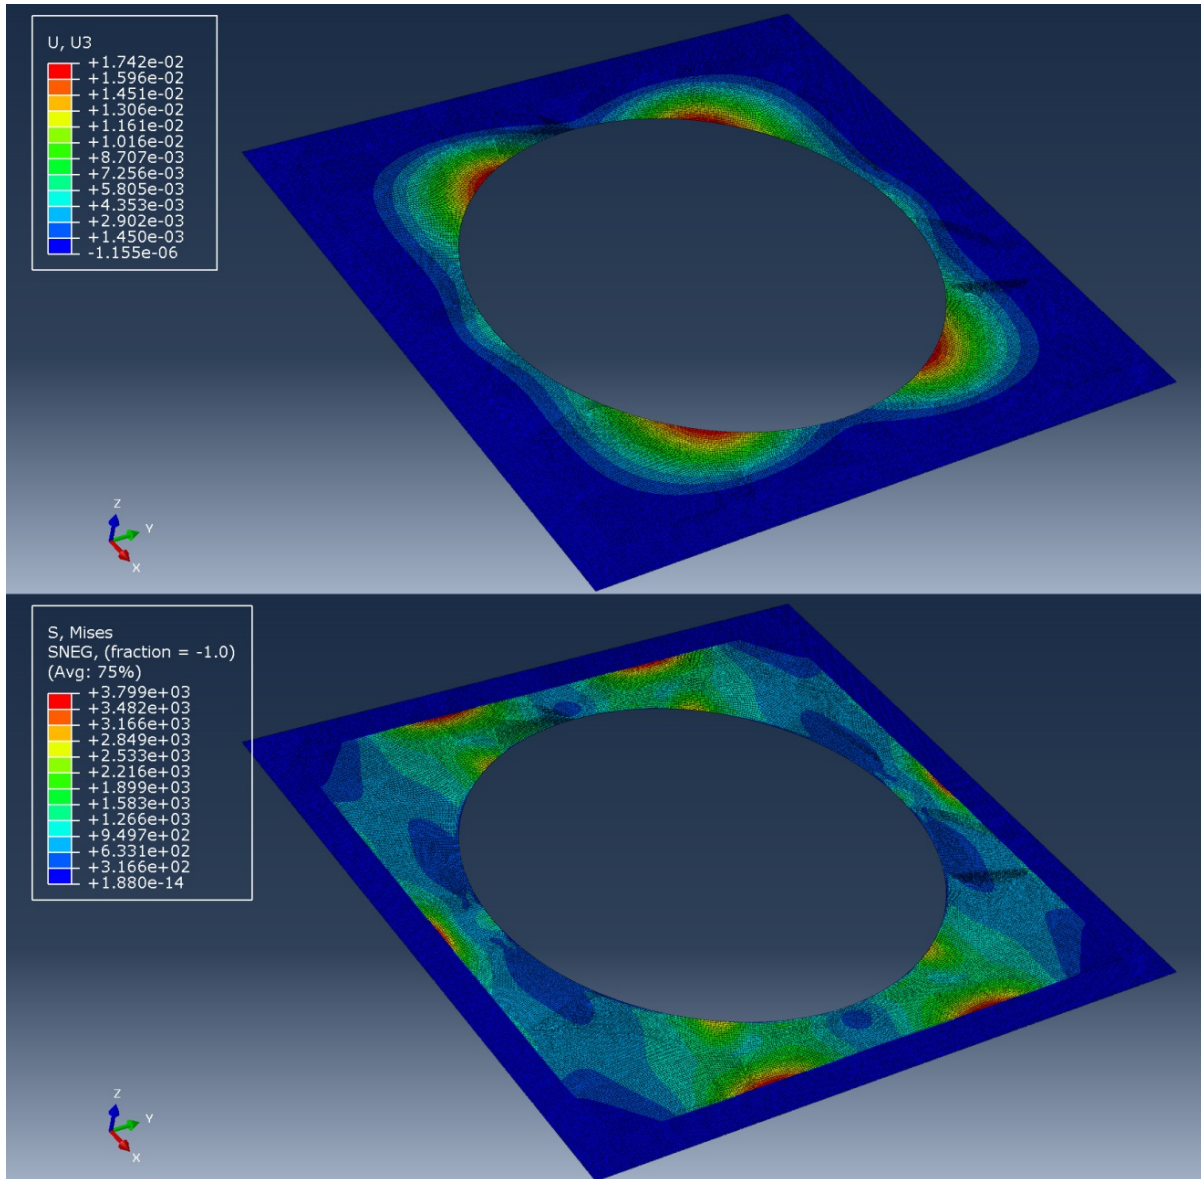 U, U3
+1.742e-02
+1.596e-02
+1.451e-02
+1.306e-02
+1.161e-02
+1.016e-02
+8.707e-03
+7.256e-03
+5.805e-03
+4.353e-03
+2.902e-03
+1.450e-03
-1.155e-06
Z
Y
X
S, Mises
SNEG, (fraction = -1.0)
(Avg: 75%)
+3.799e+03
+3.482e+03
+3.166e+03
+2.849e+03
+2.533e+03
+2.216e+03
+1.899e+03
+1.583e+03
+1.266e+03
+9.497e+02
+6.331e+02
+3.166e+02
+1.880e-14
Z
Y
X